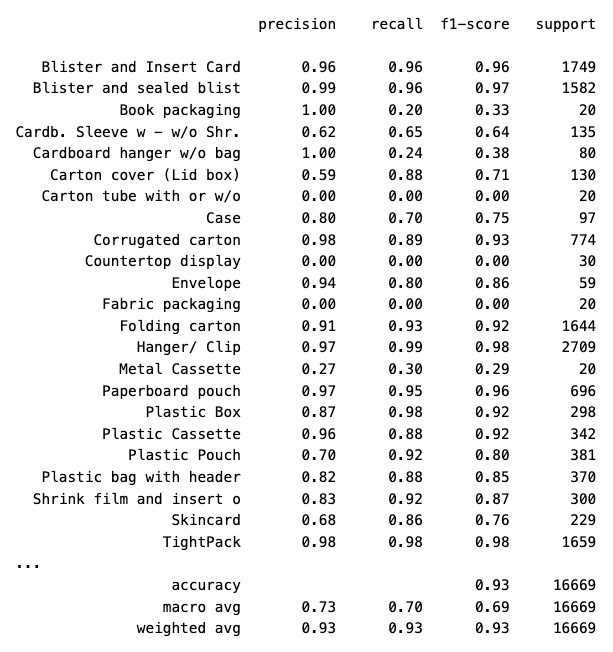 precision recall f1-score support
Blister and Insert Card 0.96 0.96 0.96 1749
Blister and sealed blist 0.99 0.96 0.97 1582
Book packaging 1.00 0.20 0.33 20
Cardb. Sleeve w - w/o Shr. 0.62 0.65 0.64 135
Cardboard hanger w/o bag 1.00 0.24 0.38 80
Carton cover (Lid box) 0.59 0.88 0.71 130
Carton tube with or w/o 0.00 0.00 0.00 20
Case 0.80 0.70 0.75 97
Corrugated carton 0.98 0.89 0.93 774
Countertop display 0.00 0.00 0.00 30
Envelope 0.94 0.80 0.86 59
Fabric packaging 0.00 0.00 0.00 20
Folding carton 0.91 0.93 0.92 1644
Hanger/ Clip 0.97 0.99 0.98 2709
Metal Cassette 0.27 0.30 0.29 20
Paperboard pouch 0.97 0.95 0.96 696
Plastic Box 0.87 0.98 0.92 298
Plastic Cassette 0.96 0.88 0.92 342
Plastic Pouch 0.70 0.92 0.80 381
Plastic bag with header 0.82 0.88 0.85 370
Shrink film and insert o 0.83 0.92 0.87 300
Skincard 0.68 0.86 0.76 229
TightPack 0.98 0.98 0.98 1659
...
accuracy 0.93 16669
macro avg 0.73 0.70 0.69 16669
weighted avg 0.93 0.93 0.93 16669